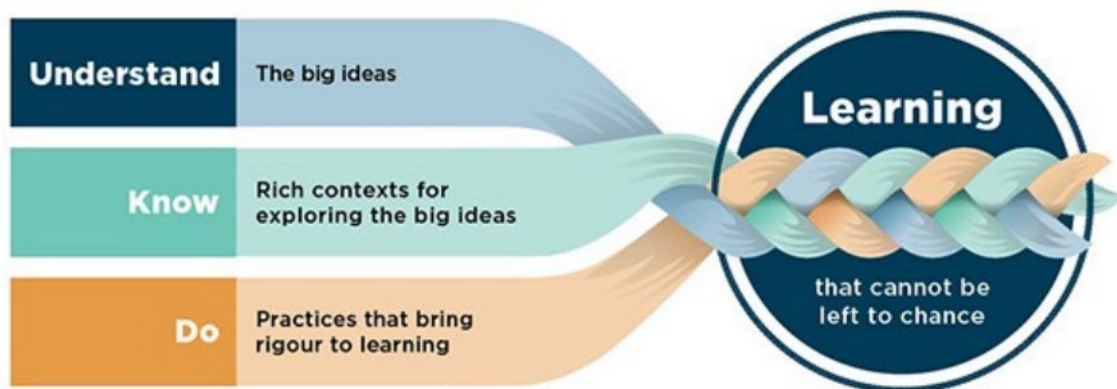 Understand
The big ideas
Know
Rich contexts for
exploring the big ideas
Do
Practices that bring
rigour to learning
Learning
that cannot be
left to chance